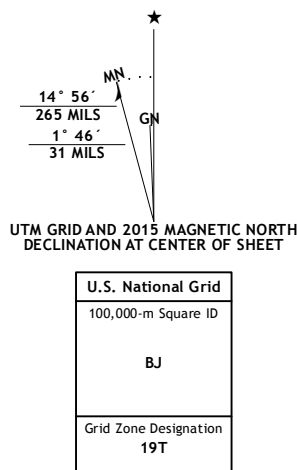 MN
GN
14° 56´
265 MILS
1° 46´
31 MILS
UTM GRID AND 2015 MAGNETIC NORTH
DECLINATION AT CENTER OF SHEET
U.S. National Grid
100,000-m Square ID
BJ
Grid Zone Designation
19T